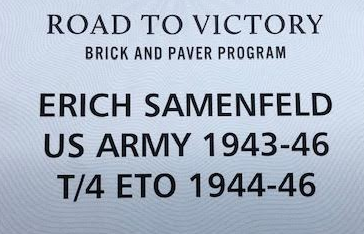 ROAD TO VICTORY
BRICK AND PAVER PROGRAM
ERICH SAMENFELD
US ARMY 1943-46
T/4 ETO 1944-46